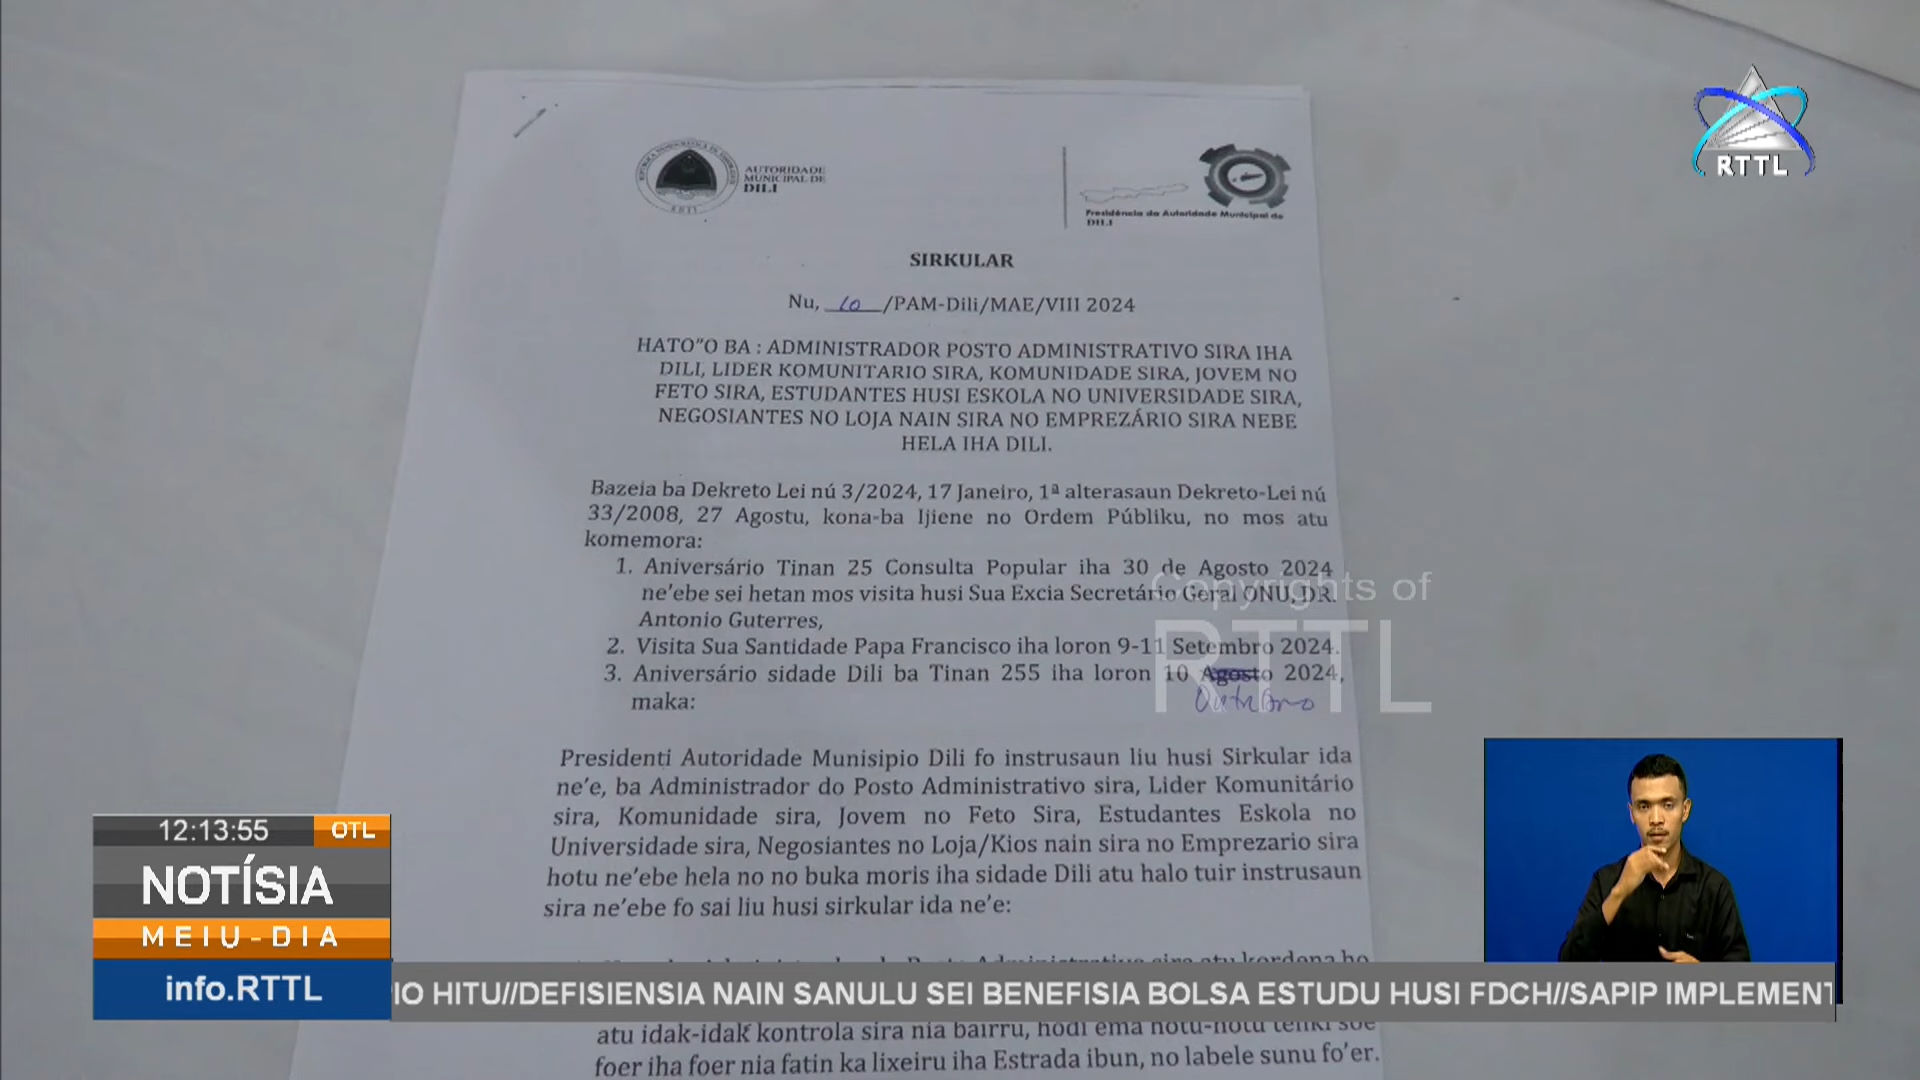 AUTORIDADE
MUNICIPAL DE
DILI
Presidência da Autoridade Municipal de
DILI
RTTL
SIRKULAR
Nu, 10 /PAM-Dili/MAE/VIII 2024
HATO"O BA : ADMINISTRADOR POSTO ADMINISTRATIVO SIRA IHA
DILI, LIDER KOMUNITARIO SIRA, KOMUNIDADE SIRA, JOVEM NO
FETO SIRA, ESTUDANTES HUSI ESKOLA NO UNIVERSIDADE SIRA,
NEGOSIANTES NO LOJA NAIN SIRA NO EMPREZÁRIO SIRA NEBE
HELA IHA DILI.
Bazeia ba Dekreto Lei nú 3/2024, 17 Janeiro, 1ª alterasaun Dekreto-Lei nú
33/2008, 27 Agostu, kona-ba Ijiene no Ordem Públiku, no mos atu
komemora:
1. Aniversário Tinan 25 Consulta Popular iha 30 de Agosto 2024
ne'ebe sei hetan mos visita husi Sua Excia Secretário Geral ONU, DR.
Antonio Guterres,
2. Visita Sua Santidade Papa Francisco iha loron 9-11 Setembro 2024.
3. Aniversário sidade Dili ba Tinan 255 iha loron 10 Agosto 2024,
maka:
Outubro
Copyrights of
RTTL
Presidenti Autoridade Munisipio Dili fo instrusaun liu husi Sirkular ida
ne'e, ba Administrador do Posto Administrativo sira, Lider Komunitário
sira, Komunidade sira, Jovem no Feto Sira, Estudantes Eskola no
Universidade sira, Negosiantes no Loja/Kios nain sira no Emprezario sira
hotu ne'ebe hela no no buka moris iha sidade Dili atu halo tuir instrusaun
sira ne'ebe fo sai liu husi sirkular ida ne'e:
Posto Administrativo sira atu kordena ho
atu idak-idak kontrola sira nia bairru, hodi ema hotu-hotu tenki soe
foer iha foer nia fatin ka lixeiru iha Estrada ibun, no labele sunu fo'er.
12:13:55 OTL
NOTÍSIA
MEIU-DIA
info.RTTL
IO HITU//DEFISIENSIA NAIN SANULU SEI BENEFISIA BOLSA ESTUDU HUSI FDCH//SAPIP IMPLEMENT